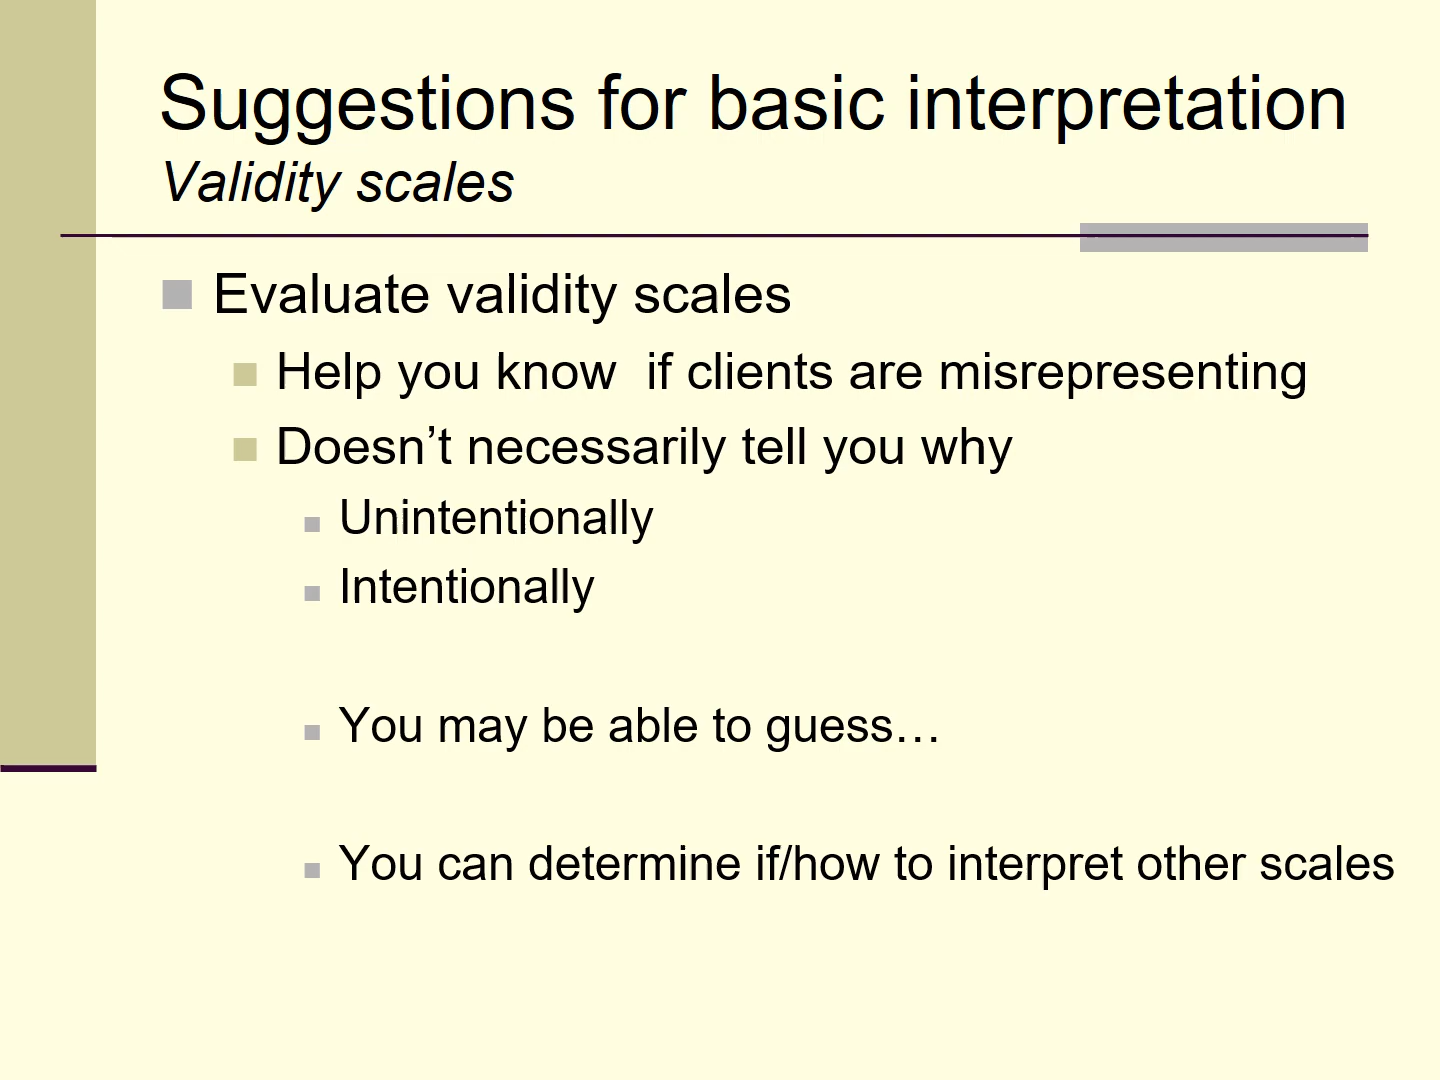 Suggestions for basic interpretation
Validity scales
Evaluate validity scales
Help you know  if clients are misrepresenting
Doesn’t necessarily tell you why
Unintentionally
Intentionally
You may be able to guess…
You can determine if/how to interpret other scales